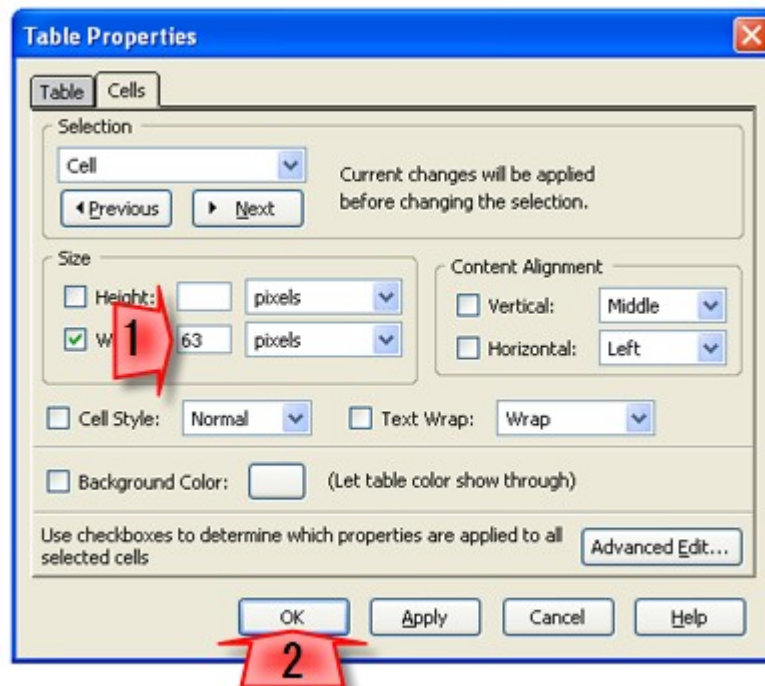 Table Properties
Table Cells
Selection
Cell
Current changes will be applied
before changing the selection.
Previous Next
Size
Content Alignment
Height: pixels
Vertical: Middle
1 63 pixels
Horizontal: Left
Cell Style: Normal Text Wrap: Wrap
Background Color: (Let table color show through)
Use checkboxes to determine which properties are applied to all
selected cells
Advanced Edit...
OK Apply Cancel Help
2